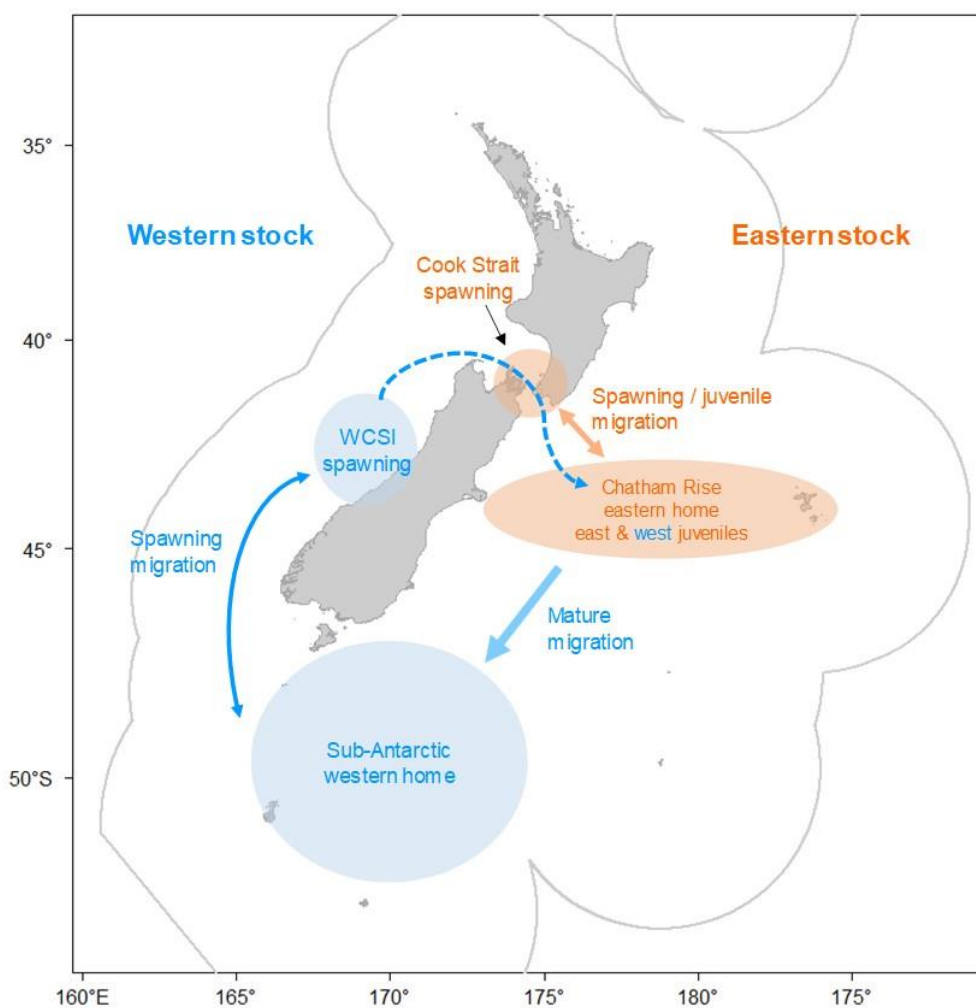 35°
Western stock
Eastern stock
Cook Strait
spawning
40°
Spawning / juvenile
migration
WCSI
spawning
Chatham Rise
eastern home
east & west juveniles
45°
Spawning
migration
Mature
migration
Sub-Antarctic
western home
50°S
160°E
165°
170°
175°
180°
175°